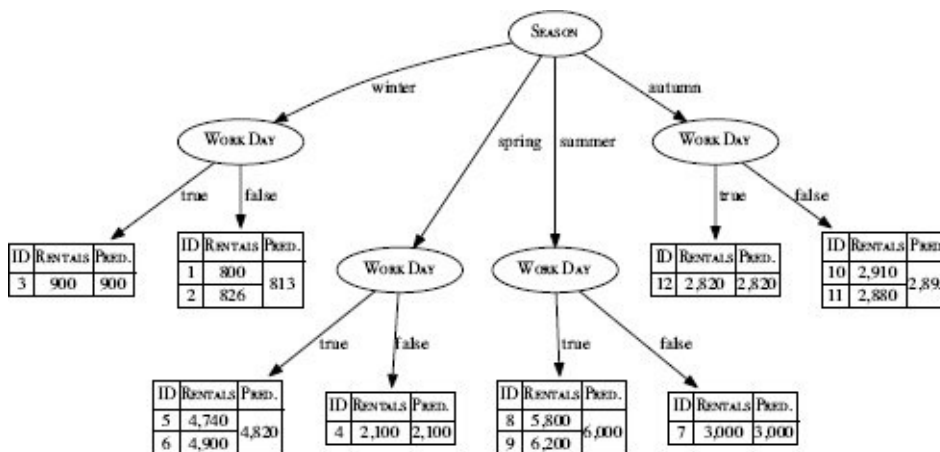 SEASON
winter
autumn
spring
summer
WORK DAY
WORK DAY
true
false
true
false
ID RENTALS PRED.
3 900 900
ID RENTALS PRED.
1 800
813
2 826
WORK DAY
WORK DAY
ID RENTALS PRED.
12 2,820 2,820
ID RENTALS PRED.
10 2,910
11 2,880
true
false
true
false
ID RENTALS PRED.
5 4,740
4,820
6 4,900
ID RENTALS PRED.
4 2,100 2,100
ID RENTALS PRED.
8 5,800
6,000
9 6,200
ID RENTALS PRED.
7 3,000 3,000